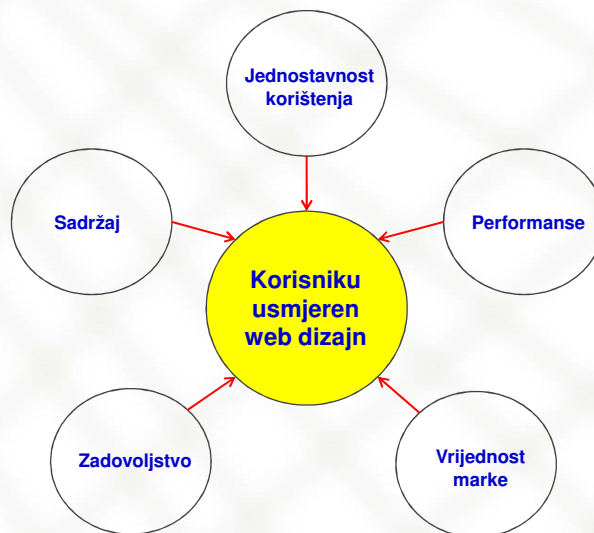 Jednostavnost
korištenja
Sadržaj
Performanse
Korisniku
usmjeren
web dizajn
Zadovoljstvo
Vrijednost
marke